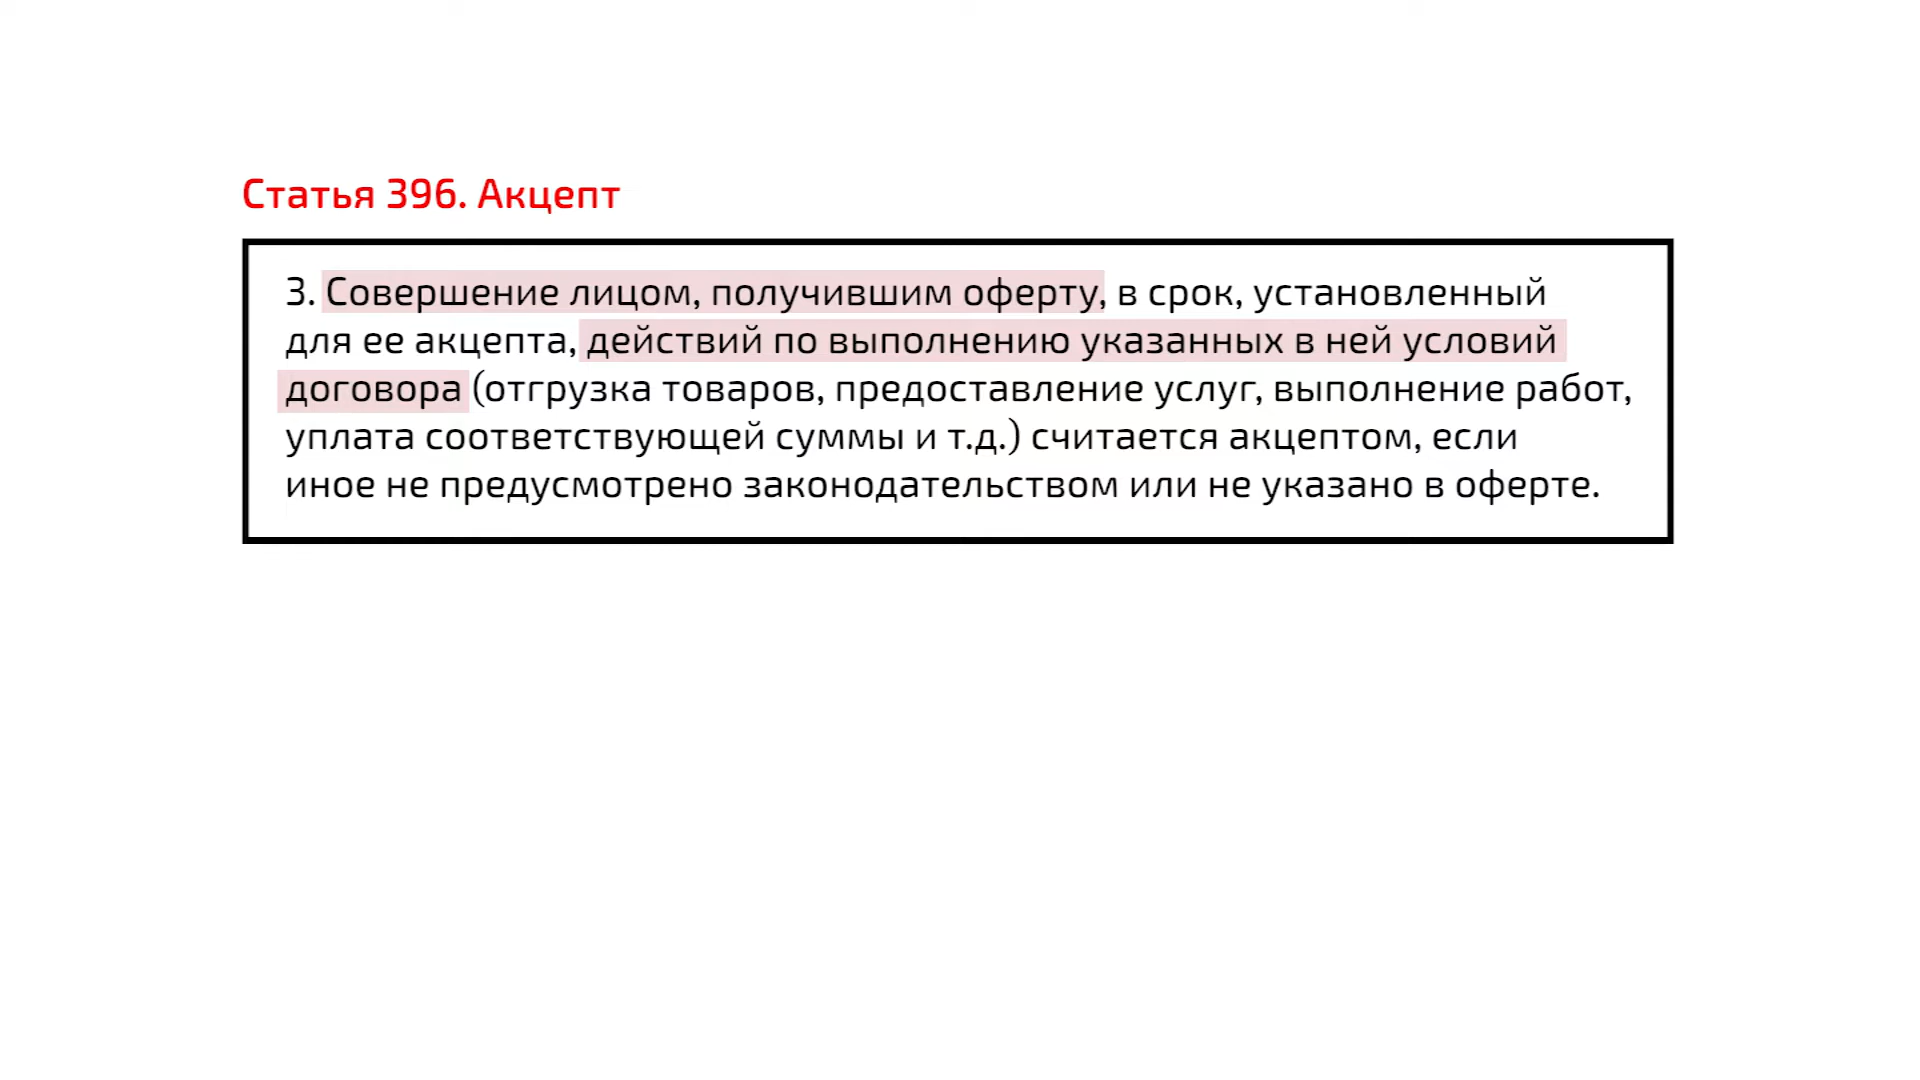 Статья 396. Акцепт
3. Совершение лицом, получившим оферту, в срок, установленный
для ее акцепта, действий по выполнению указанных в ней условий
договора (отгрузка товаров, предоставление услуг, выполнение работ,
уплата соответствующей суммы и т.д.) считается акцептом, если
иное не предусмотрено законодательством или не указано в оферте.